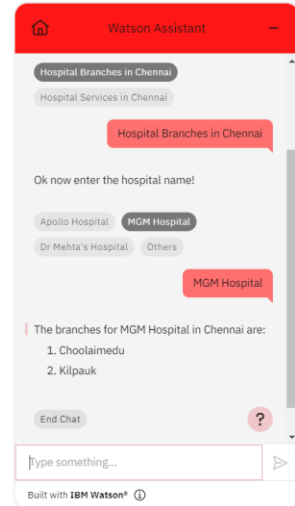 Watson Assistant
Hospital Branches in Chennai
Hospital Services in Chennai
Hospital Branches in Chennai
Ok now enter the hospital name!
Apollo Hospital MGM Hospital
Dr Mehta's Hospital Others
MGM Hospital
The branches for MGM Hospital in Chennai are:
1. Choolaimedu
2. Kilpauk
End Chat ?
Type something...
Built with IBM Watson®